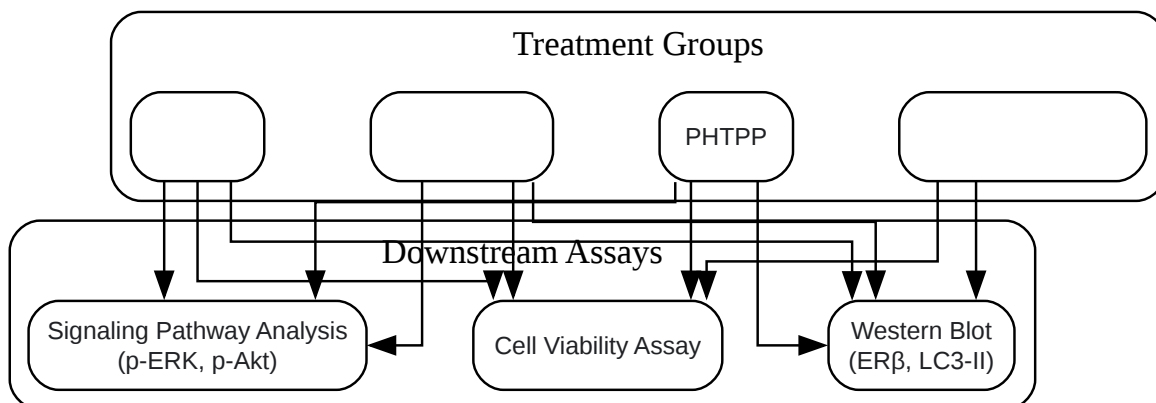 Treatment Groups
PHTPP
Downstream Assays
Signaling Pathway Analysis
(p-ERK, p-Akt)
Cell Viability Assay
Western Blot
(ERβ, LC3-II)